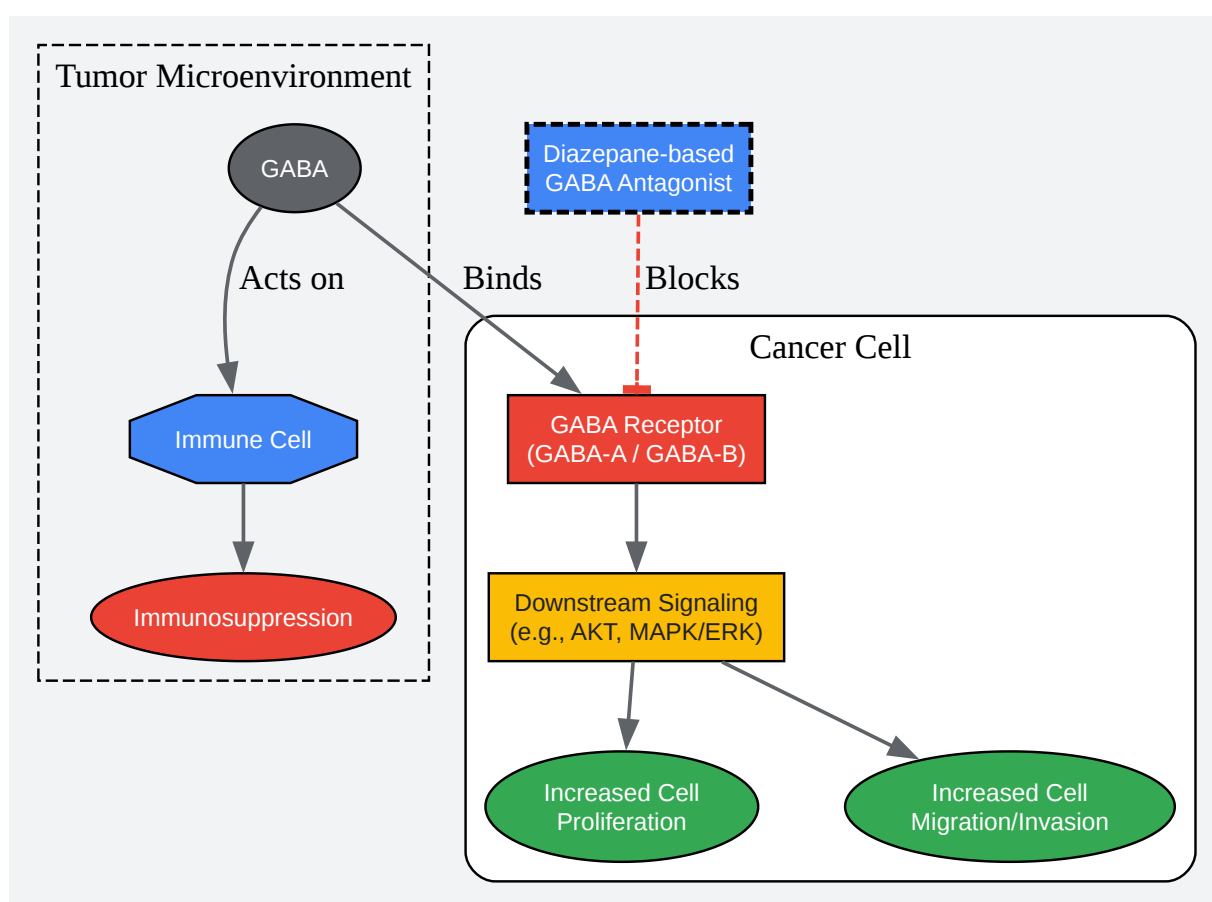 Tumor Microenvironment
GABA
Diazepane-based
GABA Antagonist
Acts on
Binds
Blocks
Cancer Cell
Immune Cell
GABA Receptor
(GABA-A / GABA-B)
Immunosuppression
Downstream Signaling
(e.g., AKT, MAPK/ERK)
Increased Cell
Proliferation
Increased Cell
Migration/Invasion